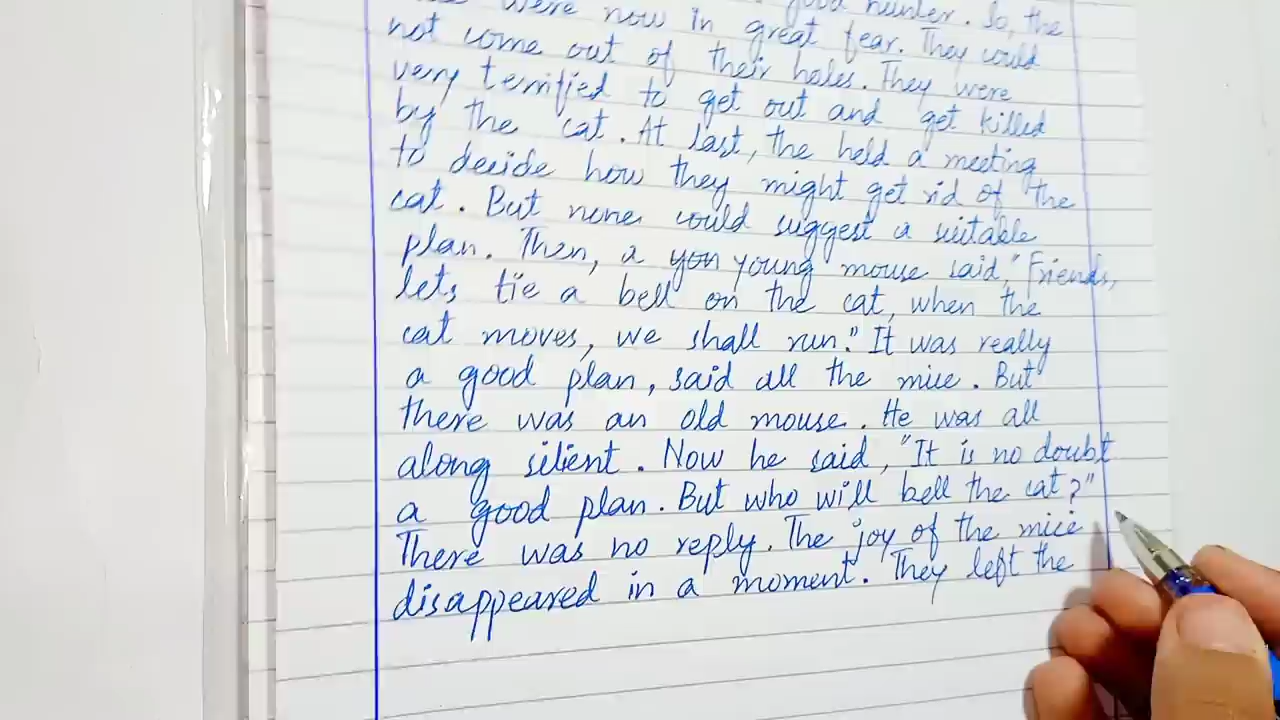 were now in great fear. They could
not come out of their holes. They were
very terrified to get out and get killed
by the cat. At last, the held a meeting
to decide how they might get rid of the
cat. But none could suggest a suitable
plan. Then, a young mouse said, "Friends,
lets tie a bell on the cat, when the
cat moves, we shall run." It was really
a good plan, said all the mice. But
there was an old mouse. He was all
along silient. Now he said, "It is no doubt
a good plan. But who will bell the cat?"
There was no reply. The joy of the mice
disappeared in a moment. They left the